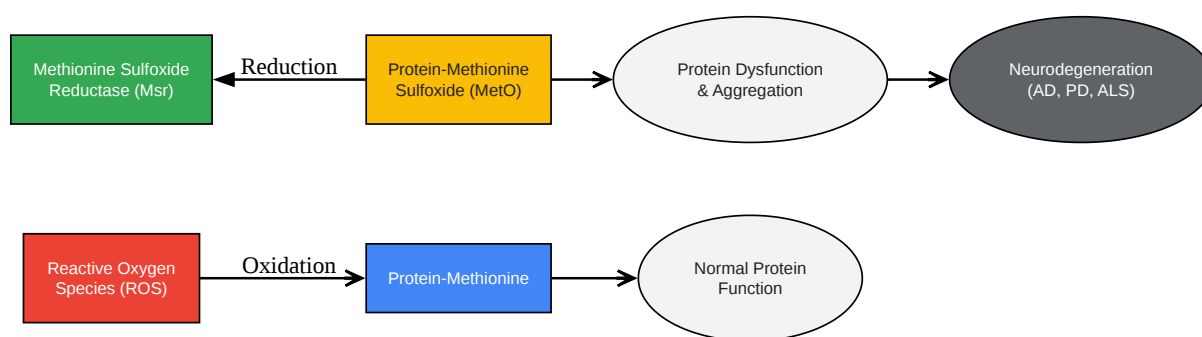 Methionine Sulfoxide
Reductase (Msr)
Reduction
Protein-Methionine
Sulfoxide (MetO)
Protein Dysfunction
& Aggregation
Neurodegeneration
(AD, PD, ALS)
Reactive Oxygen
Species (ROS)
Oxidation
Protein-Methionine
Normal Protein
Function